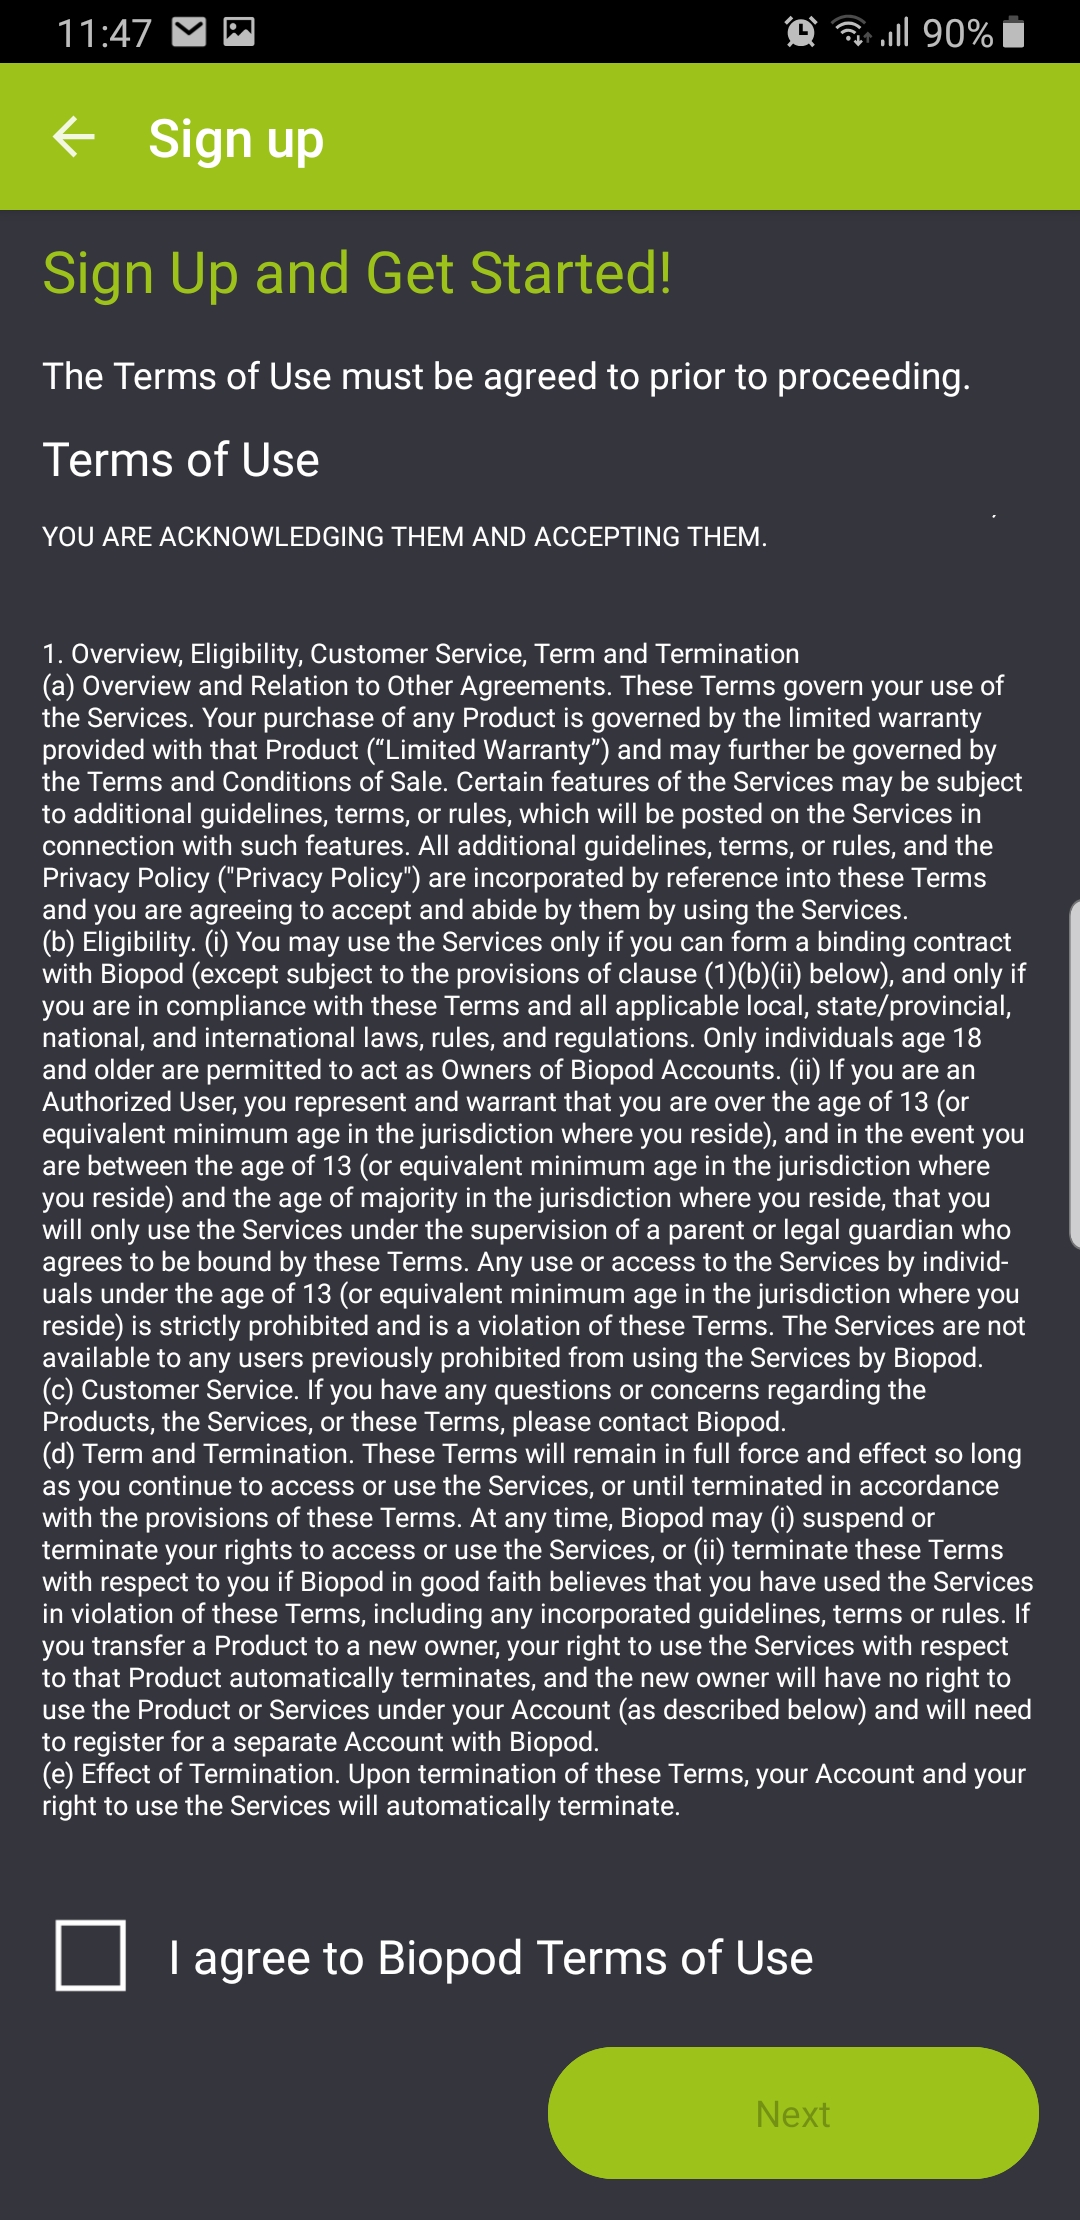 11:47 90%
Sign up
Sign Up and Get Started!
The Terms of Use must be agreed to prior to proceeding.
Terms of Use
YOU ARE ACKNOWLEDGING THEM AND ACCEPTING THEM.
1. Overview, Eligibility, Customer Service, Term and Termination
(a) Overview and Relation to Other Agreements. These Terms govern your use of
the Services. Your purchase of any Product is governed by the limited warranty
provided with that Product (“Limited Warranty”) and may further be governed by
the Terms and Conditions of Sale. Certain features of the Services may be subject
to additional guidelines, terms, or rules, which will be posted on the Services in
connection with such features. All additional guidelines, terms, or rules, and the
Privacy Policy ("Privacy Policy") are incorporated by reference into these Terms
and you are agreeing to accept and abide by them by using the Services.
(b) Eligibility. (i) You may use the Services only if you can form a binding contract
with Biopod (except subject to the provisions of clause (1)(b)(ii) below), and only if
you are in compliance with these Terms and all applicable local, state/provincial,
national, and international laws, rules, and regulations. Only individuals age 18
and older are permitted to act as Owners of Biopod Accounts. (ii) If you are an
Authorized User, you represent and warrant that you are over the age of 13 (or
equivalent minimum age in the jurisdiction where you reside), and in the event you
are between the age of 13 (or equivalent minimum age in the jurisdiction where
you reside) and the age of majority in the jurisdiction where you reside, that you
will only use the Services under the supervision of a parent or legal guardian who
agrees to be bound by these Terms. Any use or access to the Services by individ-
uals under the age of 13 (or equivalent minimum age in the jurisdiction where you
reside) is strictly prohibited and is a violation of these Terms. The Services are not
available to any users previously prohibited from using the Services by Biopod.
(c) Customer Service. If you have any questions or concerns regarding the
Products, the Services, or these Terms, please contact Biopod.
(d) Term and Termination. These Terms will remain in full force and effect so long
as you continue to access or use the Services, or until terminated in accordance
with the provisions of these Terms. At any time, Biopod may (i) suspend or
terminate your rights to access or use the Services, or (ii) terminate these Terms
with respect to you if Biopod in good faith believes that you have used the Services
in violation of these Terms, including any incorporated guidelines, terms or rules. If
you transfer a Product to a new owner, your right to use the Services with respect
to that Product automatically terminates, and the new owner will have no right to
use the Product or Services under your Account (as described below) and will need
to register for a separate Account with Biopod.
(e) Effect of Termination. Upon termination of these Terms, your Account and your
right to use the Services will automatically terminate.
I agree to Biopod Terms of Use
Next